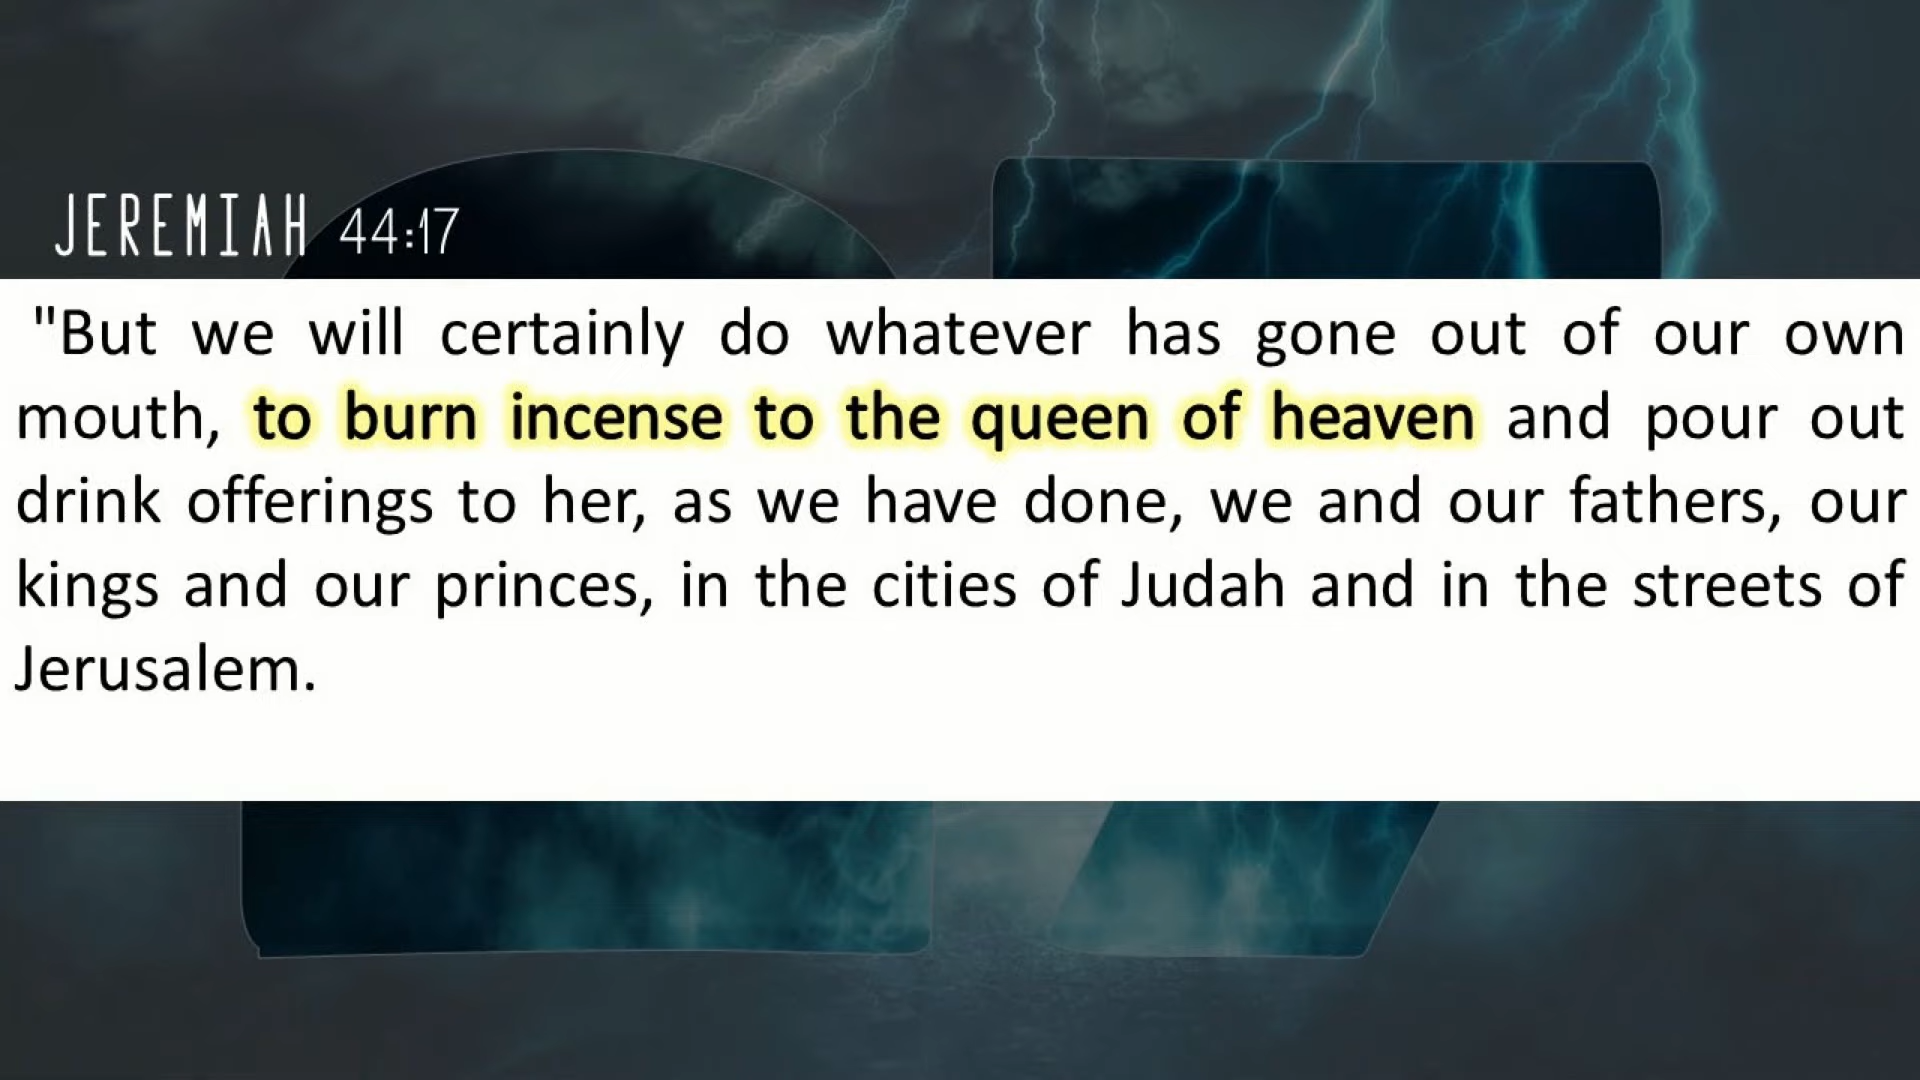 JEREMIAH 44:17
"But we will certainly do whatever has gone out of our own
mouth, to burn incense to the queen of heaven and pour out
drink offerings to her, as we have done, we and our fathers, our
kings and our princes, in the cities of Judah and in the streets of
Jerusalem.